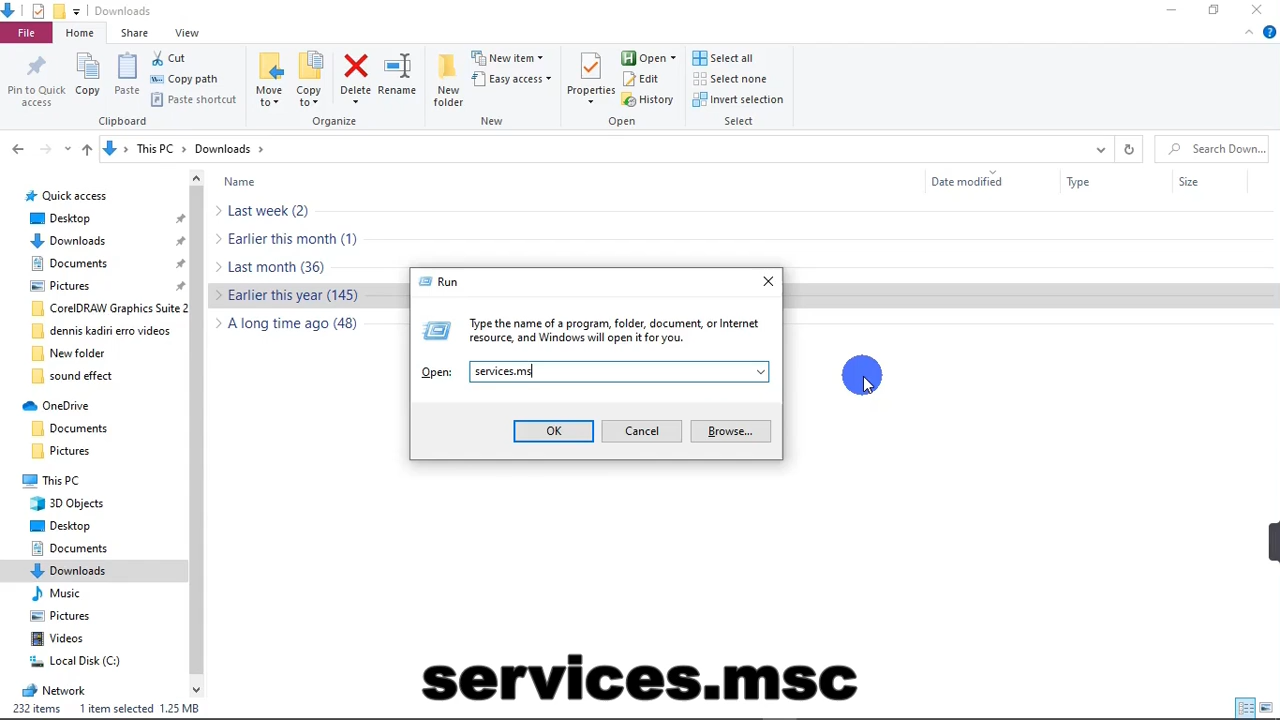 Downloads
File
Home
Share
View
Pin to Quick
access
Copy
Paste
Cut
Copy path
Paste shortcut
Clipboard
Move
to
Copy
to
Delete
Rename
Organize
New
folder
New item
Easy access
New
Properties
Open
Edit
History
Open
Select all
Select none
Invert selection
Select
This PC
Downloads
Search Down...
Name
Date modified
Type
Size
Quick access
Desktop
Downloads
Documents
Pictures
CorelDRAW Graphics Suite 2
dennis kadiri erro videos
New folder
sound effect
OneDrive
Documents
Pictures
This PC
3D Objects
Desktop
Documents
Downloads
Music
Pictures
Videos
Local Disk (C:)
Network
Last week (2)
Earlier this month (1)
Last month (36)
Earlier this year (145)
A long time ago (48)
Run
Type the name of a program, folder, document, or Internet
resource, and Windows will open it for you.
Open:
services.ms
OK
Cancel
Browse...
services.msc
232 items
1 item selected 1.25 MB